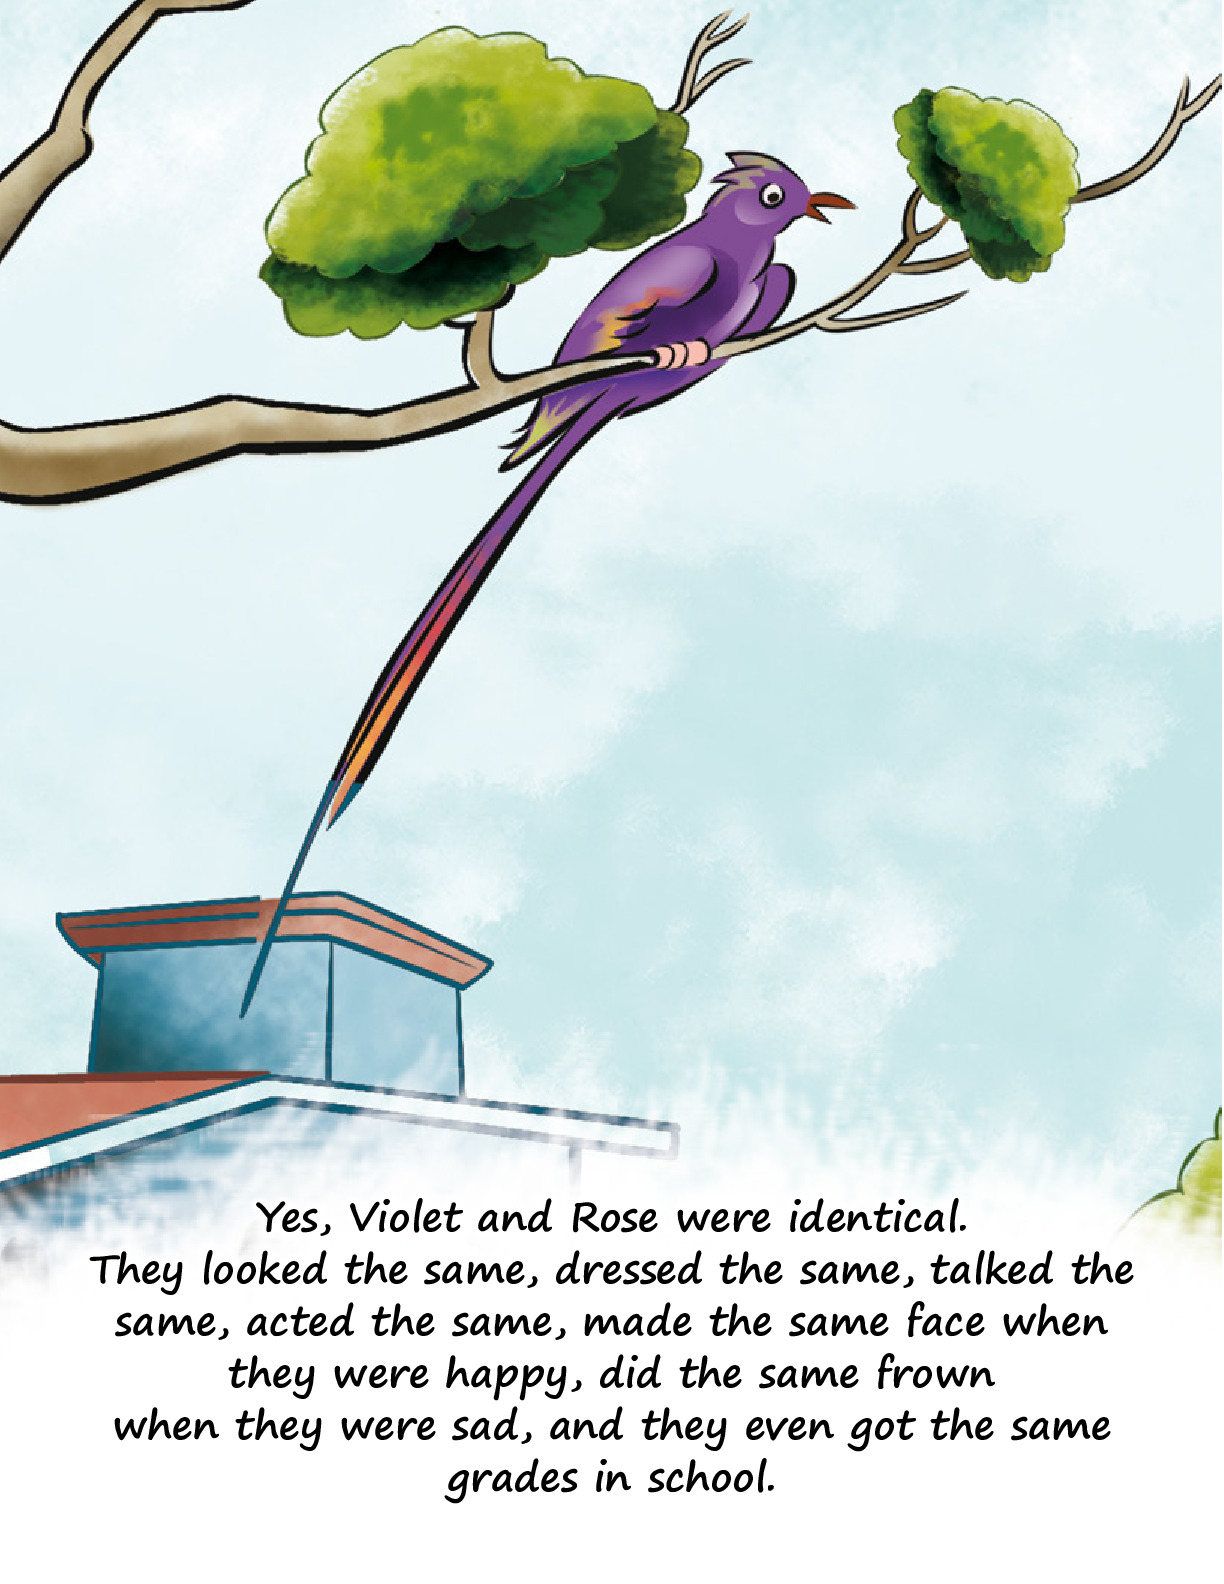 Yes, Violet and Rose were identical.
They looked the same, dressed the same, talked the
same, acted the same, made the same face when
they were happy, did the same frown
when they were sad, and they even got the same
grades in school.